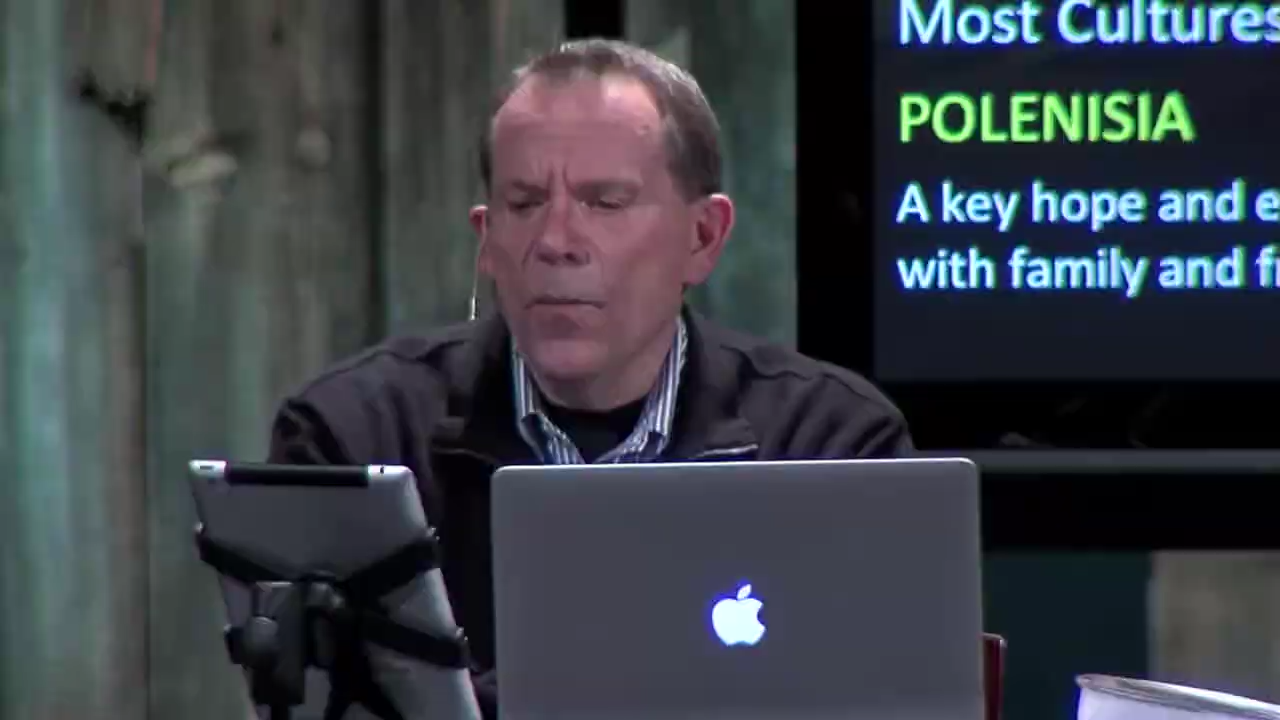 Most Cultures
POLENISIA
A key hope and
with family and